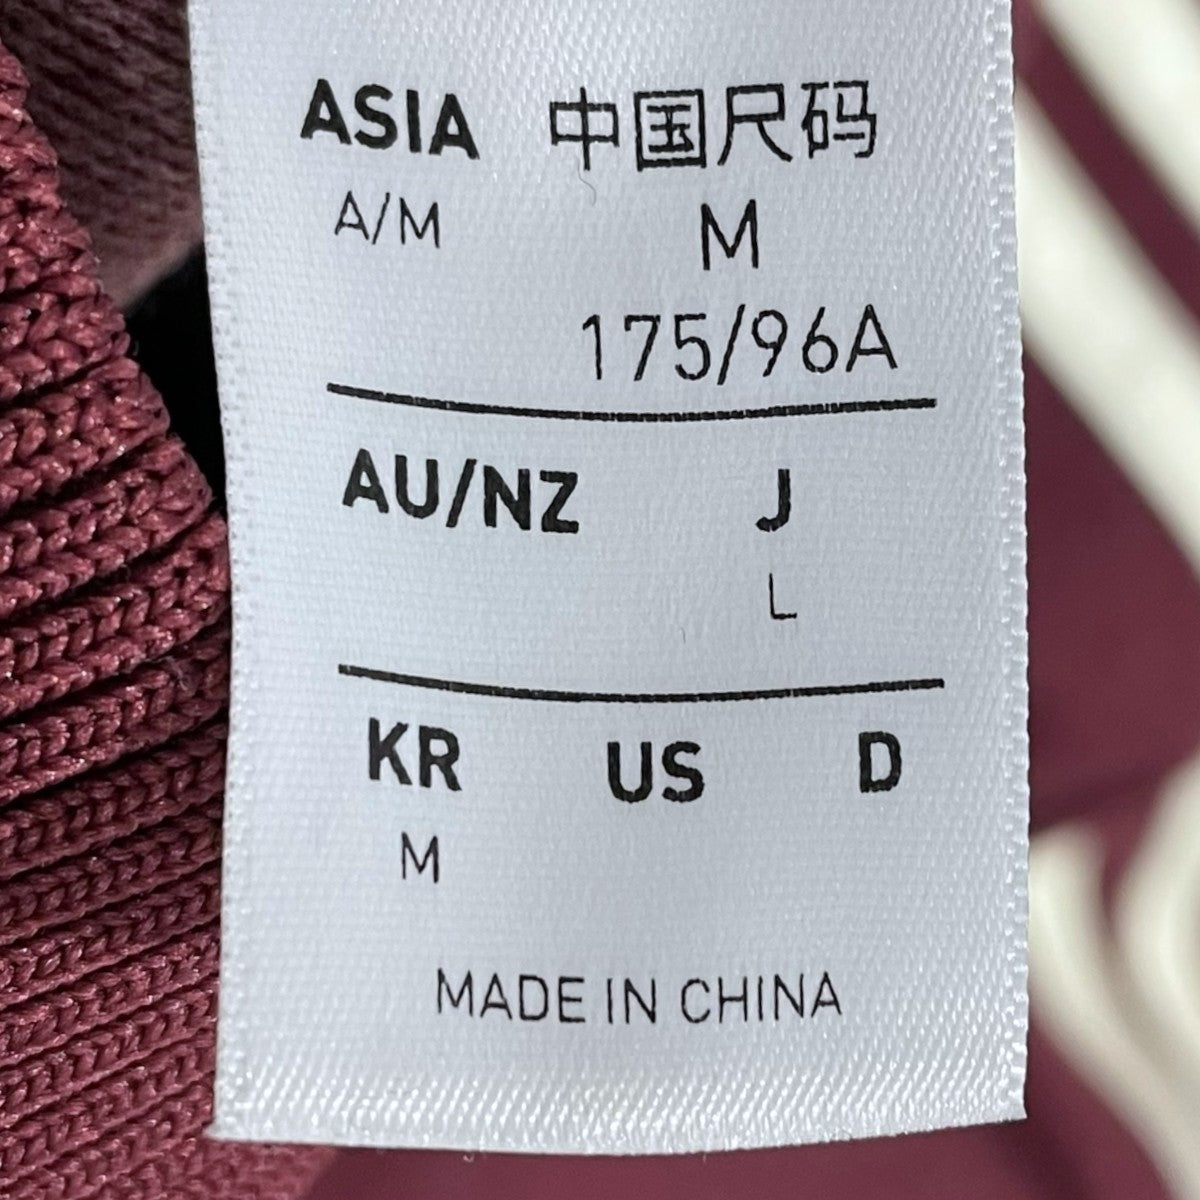 ASIA 中国尺码
A/M M
175/96A
AU/NZ J
L
KR US D
M
MADE IN CHINA